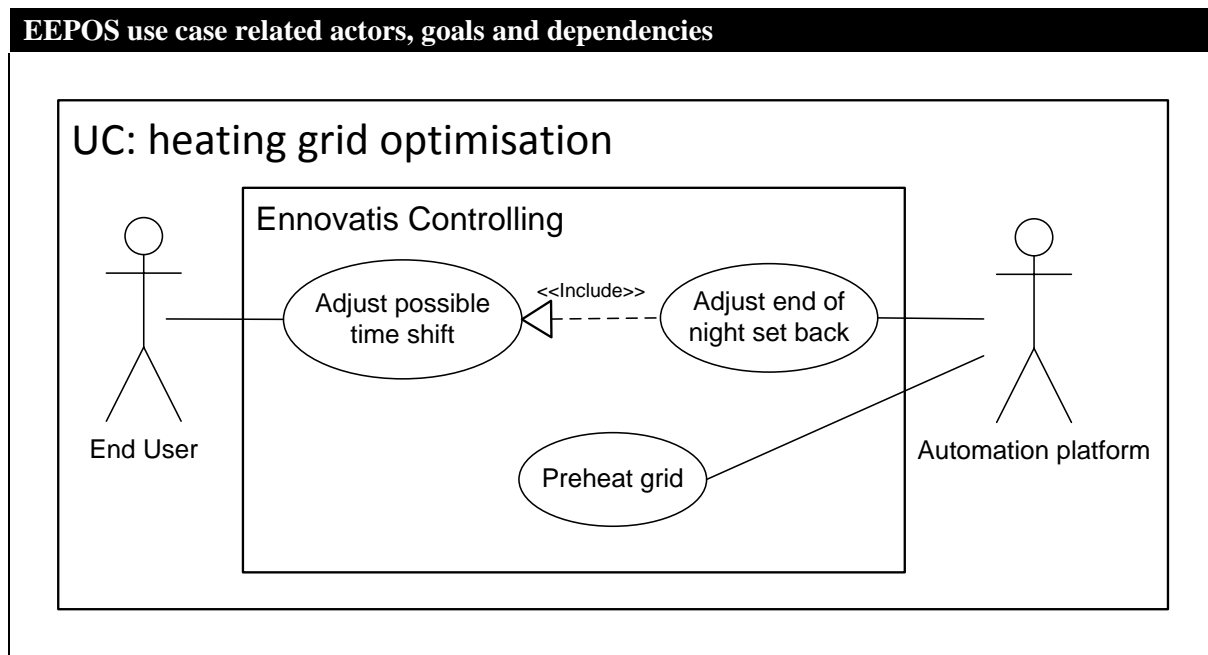 EEPOS use case related actors, goals and dependencies
UC: heating grid optimisation
Ennovatis Controlling
Adjust possible
time shift
<<Include>>
Adjust end of
night set back
End User
Preheat grid
Automation platform